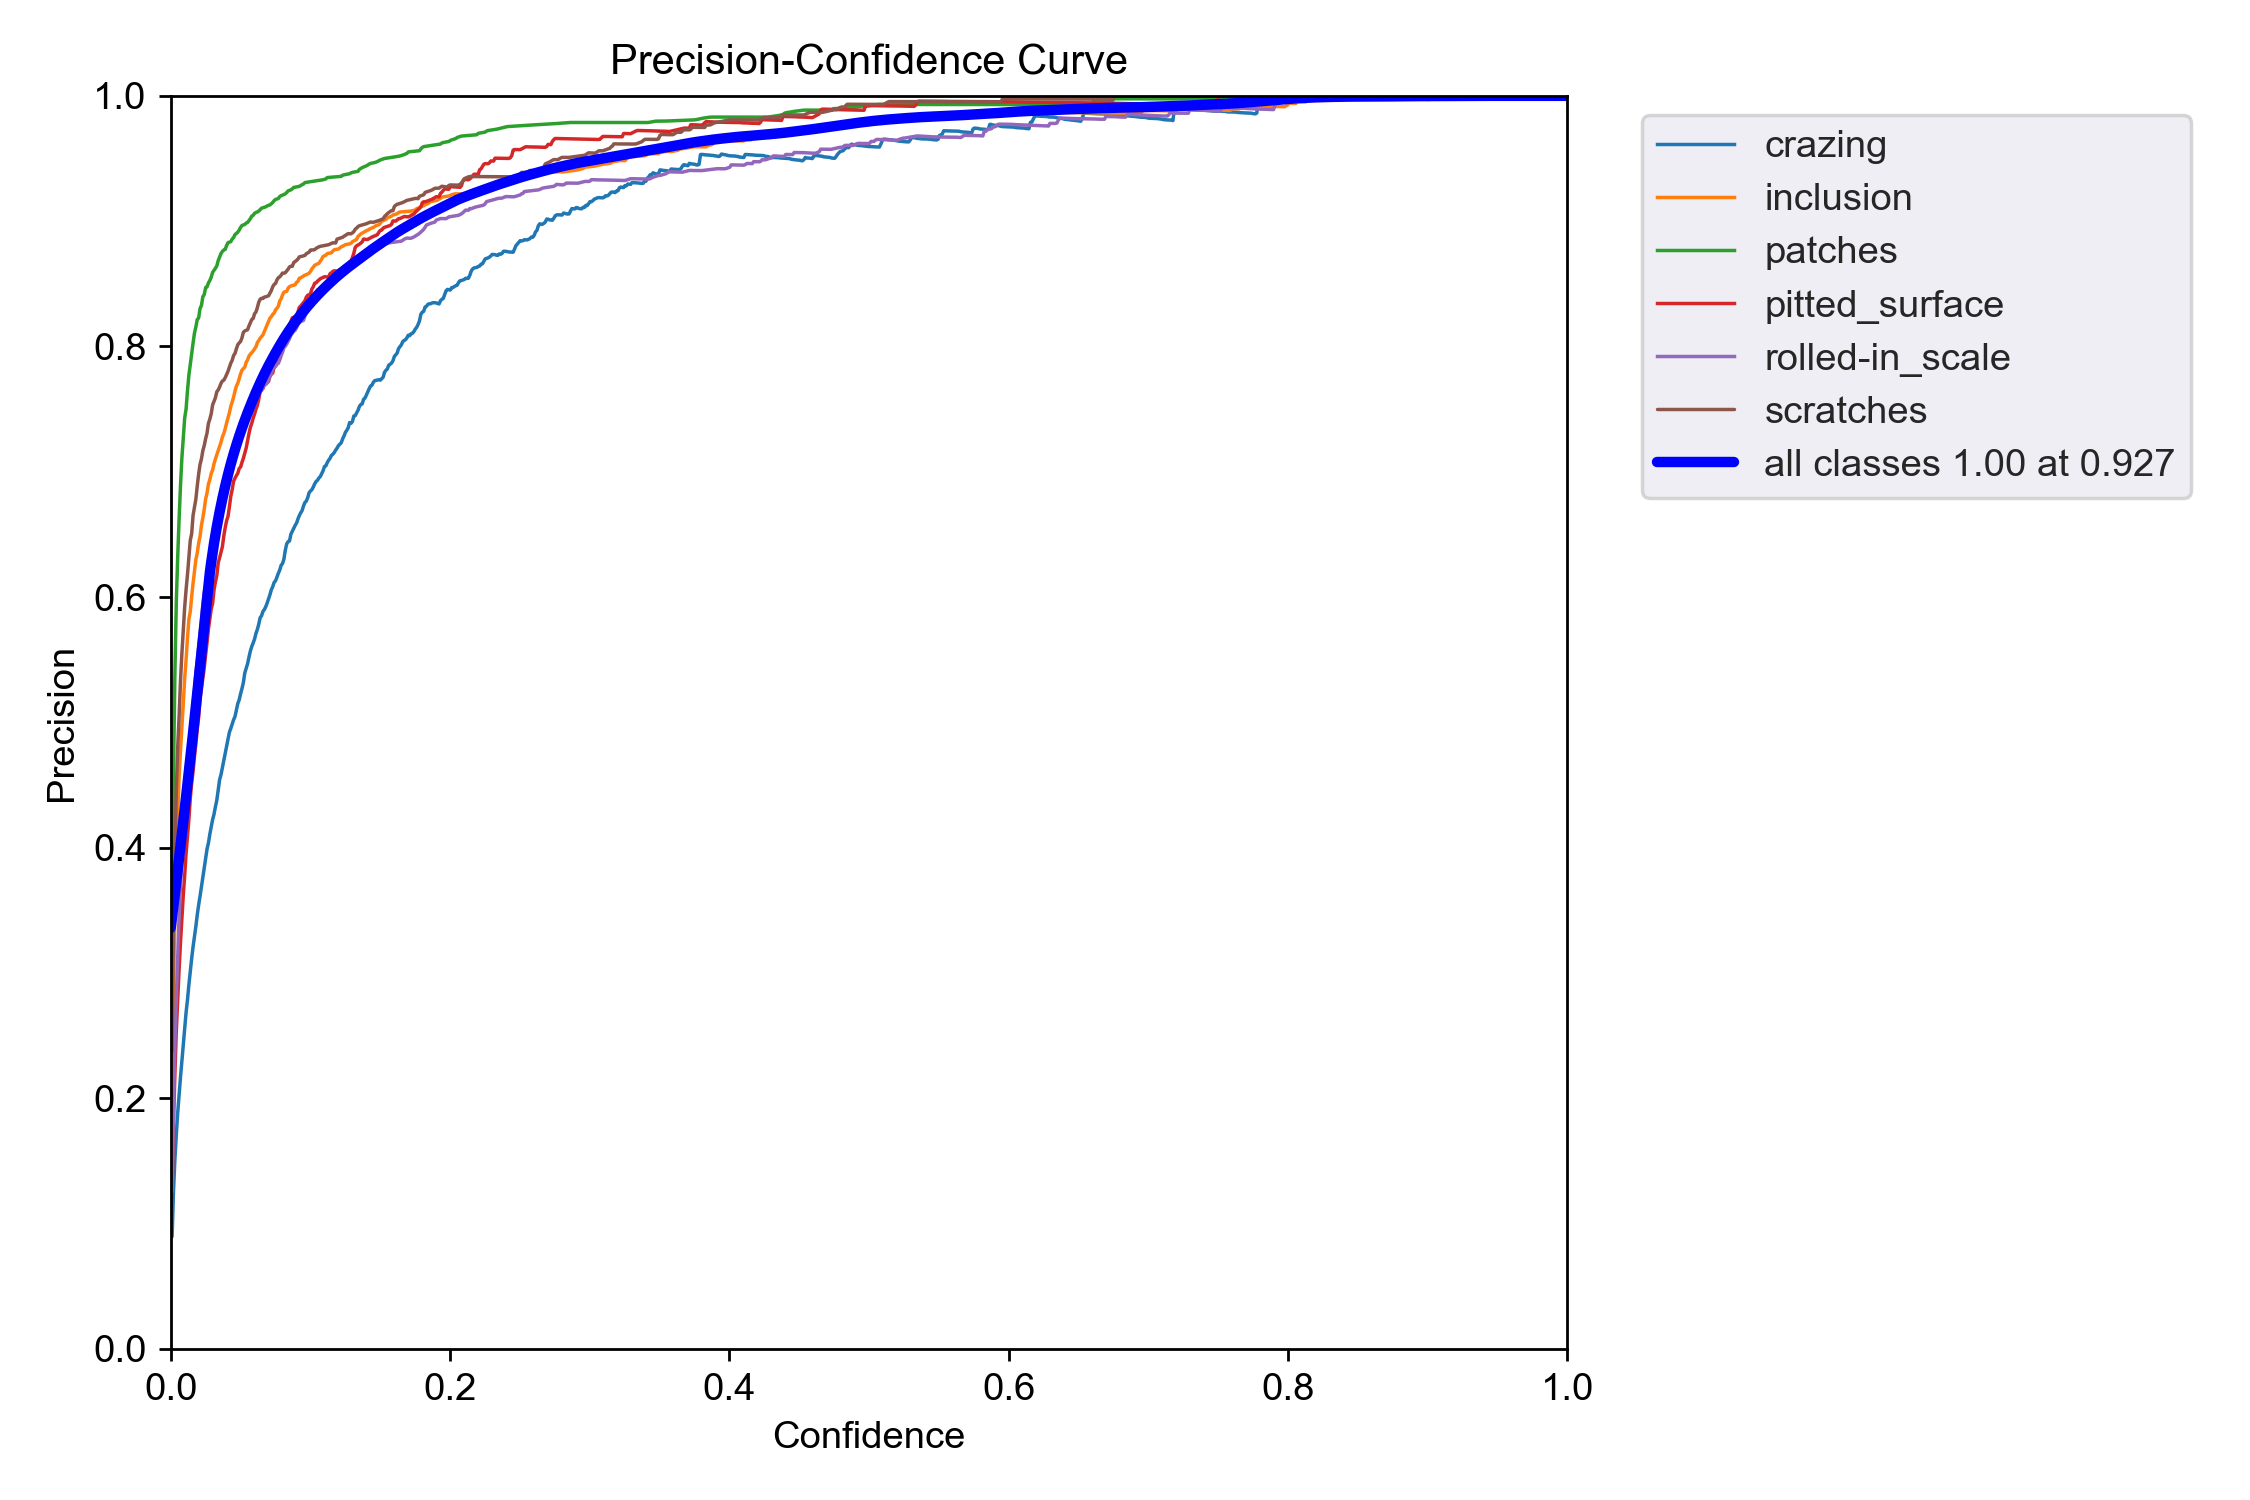 Precision-Confidence Curve
1.0
0.8
0.6
0.4
0.2
0.0
Precision
0.0 0.2 0.4 0.6 0.8 1.0
Confidence
crazing
inclusion
patches
pitted_surface
rolled-in_scale
scratches
all classes 1.00 at 0.927